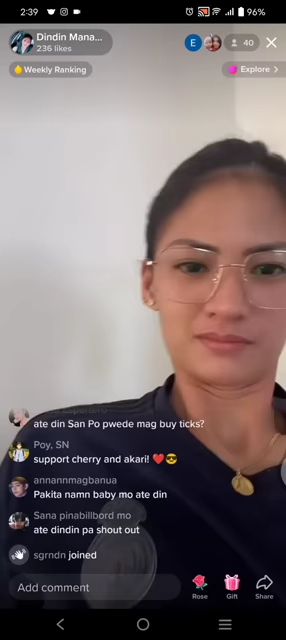 2:39
96%
Dindin Mana...
236 likes
E
40
Weekly Ranking
Explore >
ate din San Po pwede mag buy ticks?
Poy, SN
support cherry and akari! ❤️😎
annannmagbanua
Pakita namn baby mo ate din
Sana pinabillbord mo
ate dindin pa shout out
sgrndn joined
Add comment
Rose
Gift
Share